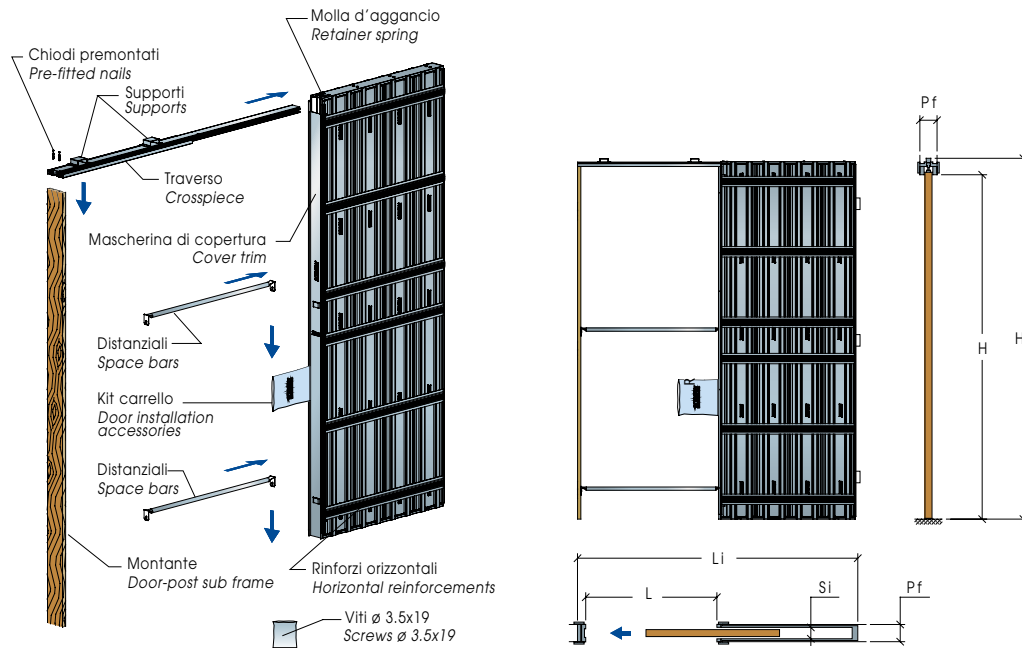 Molla d'aggancio
Retainer spring
Chiodi premontati
Pre-fitted nails
Supporti
Supports
Traverso
Crosspiece
Mascherina di copertura
Cover trim
Distanziali
Space bars
Kit carrello
Door installation
accessories
Distanziali
Space bars
Montante
Door-post sub frame
Rinforzi orizzontali
Horizontal reinforcements
Viti ø 3.5x19
Screws ø 3.5x19
Pf
H
H
Li
L
Si
Pf